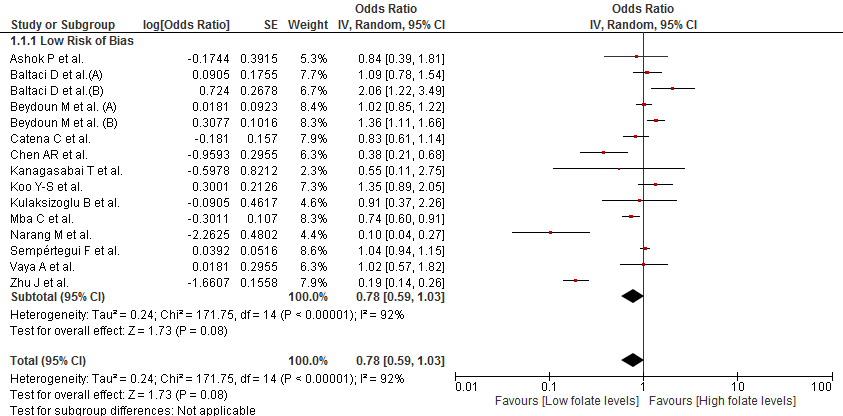 Odds Ratio Odds Ratio
Study or Subgroup log[Odds Ratio] SE Weight IV, Random, 95% CI IV, Random, 95% CI
1.1.1 Low Risk of Bias
Ashok P et al. -0.1744 0.3915 5.3% 0.84 [0.39, 1.81]
Baltaci D et al.(A) 0.0905 0.1755 7.7% 1.09 [0.78, 1.54]
Baltaci D et al.(B) 0.724 0.2678 6.8% 2.06 [1.22, 3.49]
Beydoun M et al. (A) 0.0181 0.0923 8.4% 1.02 [0.85, 1.22]
Beydoun M et al. (B) 0.3077 0.1016 8.3% 1.36 [1.11, 1.66]
Catena C et al. -0.181 0.157 7.9% 0.83 [0.61, 1.14]
Chen AR et al. -0.9593 0.2955 6.3% 0.38 [0.21, 0.68]
Kanagasabai T et al. -0.5978 0.8212 2.3% 0.55 [0.11, 2.75]
Koo Y-S et al. 0.3001 0.2126 7.4% 1.35 [0.89, 2.05]
Kulaksizoglu B et al. -0.0905 0.4617 4.6% 0.91 [0.37, 2.26]
Mba C et al. -0.3011 0.107 8.2% 0.74 [0.60, 0.91]
Narang M et al. -2.2625 0.4802 4.4% 0.10 [0.04, 0.27]
Sempértegui F et al. 0.0392 0.0516 8.6% 1.04 [0.94, 1.15]
Vaya A et al. 0.0181 0.2955 6.3% 1.02 [0.57, 1.82]
Zhu J et al. -1.6607 0.1558 7.9% 0.19 [0.14, 0.26]
Subtotal (95% CI) 100.0% 0.78 [0.59, 1.03]
Heterogeneity: Tau² = 0.24; Chi² = 171.75, df = 14 (P < 0.00001); I² = 92%
Test for overall effect: Z = 1.73 (P = 0.08)
Total (95% CI) 100.0% 0.78 [0.59, 1.03]
Heterogeneity: Tau² = 0.24; Chi² = 171.75, df = 14 (P < 0.00001); I² = 92%
Test for overall effect: Z = 1.73 (P = 0.08)
Test for subgroup differences: Not applicable
0.01 0.1 1 10 100
Favours [Low folate levels] Favours [High folate levels]